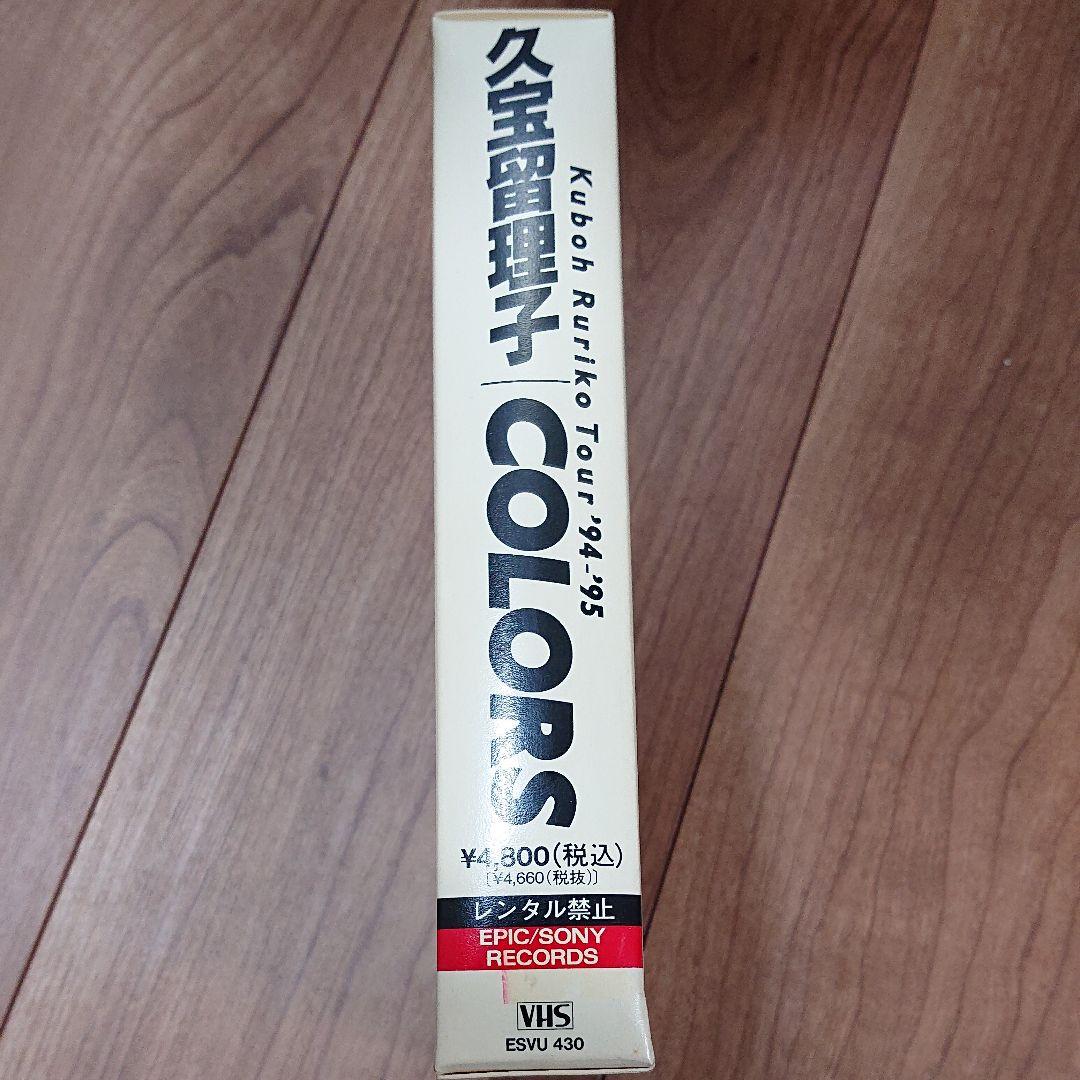 久宝留理子
Kuboh Ruriko Tour '94-'95
COLORS
¥4,800(税込)
[¥4,660(税抜)]
レンタル禁止
EPIC/SONY
RECORDS
VHS
ESVU 430